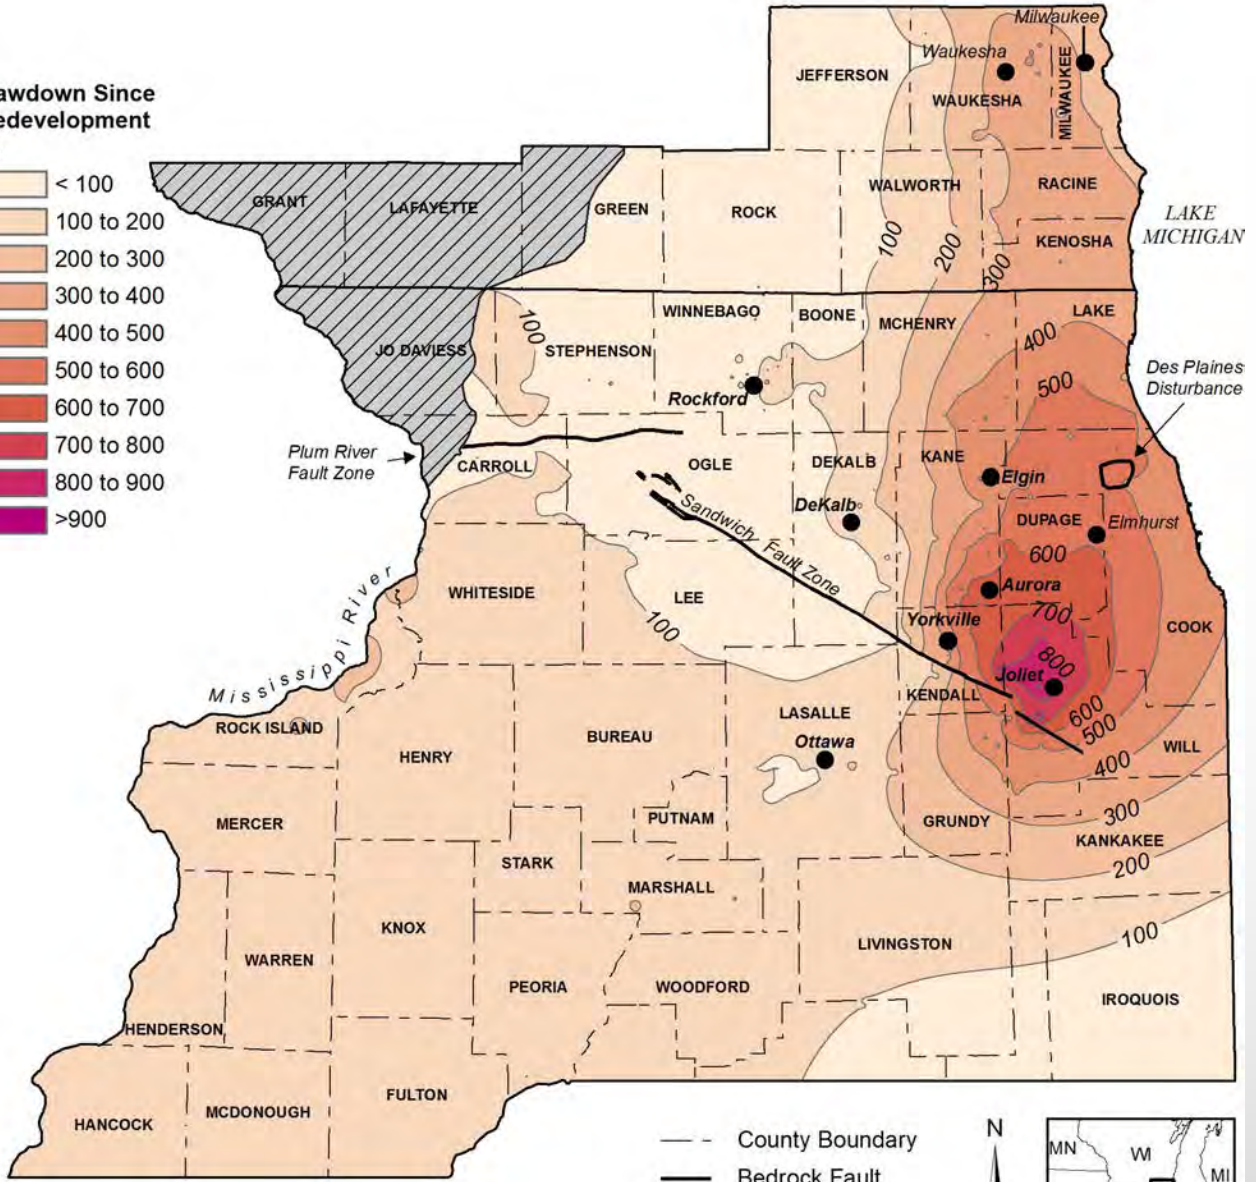 awdown Since
edevelopment
< 100
100 to 200
200 to 300
300 to 400
400 to 500
500 to 600
600 to 700
700 to 800
800 to 900
>900
Milwaukee
Waukesha
JEFFERSON
WAUKESHA
MILWAUKEE
GRANT
LAFAYETTE
GREEN
ROCK
WALWORTH
RACINE
KENOSHA
LAKE
MICHIGAN
100
200
300
JO DAVIESS
100
STEPHENSON
WINNEBAGO
BOONE
MCHENRY
LAKE
400
500
Des Plaines
Disturbance
Rockford
Plum River
Fault Zone
CARROLL
OGLE
DEKALB
KANE
Elgin
DeKalb
Sandwich Fault Zone
DUPAGE
Elmhurst
600
WHITESIDE
LEE
100
Aurora
700
Yorkville
COOK
800
Joliet
KENDALL
Mississippi River
ROCK ISLAND
HENRY
BUREAU
LASALLE
Ottawa
600
500
400
WILL
MERCER
PUTNAM
GRUNDY
300
KANKAKEE
200
STARK
MARSHALL
KNOX
WARREN
LIVINGSTON
100
PEORIA
WOODFORD
IROQUOIS
HENDERSON
FULTON
MCDONOUGH
HANCOCK
County Boundary
Bedrock Fault
N
MN
WI
MI